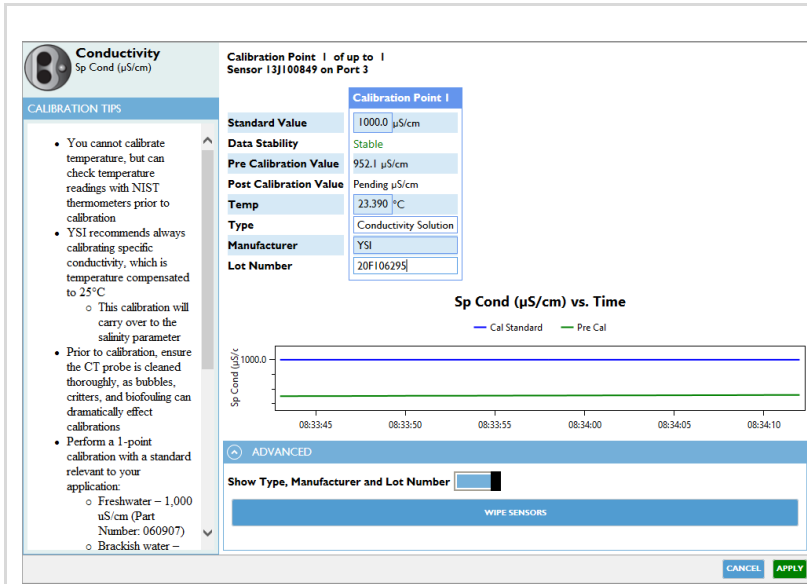 Conductivity
Sp Cond (µS/cm)
CALIBRATION TIPS
• You cannot calibrate
temperature, but can
check temperature
readings with NIST
thermometers prior to
calibration
• YSI recommends always
calibrating specific
conductivity, which is
temperature compensated
to 25°C
o This calibration will
carry over to the
salinity parameter
• Prior to calibration, ensure
the CT probe is cleaned
thoroughly, as bubbles,
critters, and biofouling can
dramatically effect
calibrations
• Perform a 1-point
calibration with a standard
relevant to your
application:
o Freshwater – 1,000
uS/cm (Part
Number: 060907)
o Brackish water –
Calibration Point 1 of up to 1
Sensor 13J100849 on Port 3
Calibration Point 1
Standard Value 1000.0 µS/cm
Data Stability Stable
Pre Calibration Value 952.1 µS/cm
Post Calibration Value Pending µS/cm
Temp 23.390 °C
Type Conductivity Solution
Manufacturer YSI
Lot Number 20F106295
Sp Cond (µS/cm) vs. Time
Cal Standard Pre Cal
Sp Cond (µS/c
1000.0
08:33:45 08:33:50 08:33:55 08:34:00 08:34:05 08:34:10
ADVANCED
Show Type, Manufacturer and Lot Number
WIPE SENSORS
CANCEL APPLY